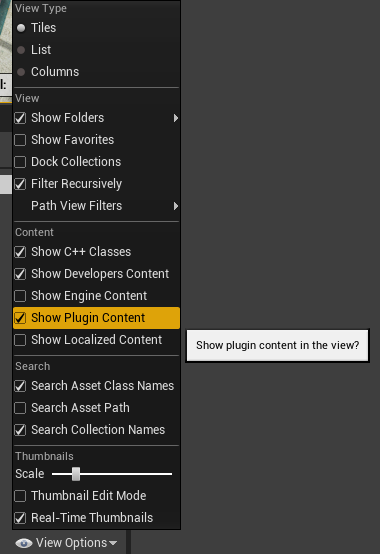 View Type
Tiles
List
Columns
View
Show Folders
Show Favorites
Dock Collections
Filter Recursively
Path View Filters
Content
Show C++ Classes
Show Developers Content
Show Engine Content
Show Plugin Content
Show Localized Content
Show plugin content in the view?
Search
Search Asset Class Names
Search Asset Path
Search Collection Names
Thumbnails
Scale
Thumbnail Edit Mode
Real-Time Thumbnails
View Options